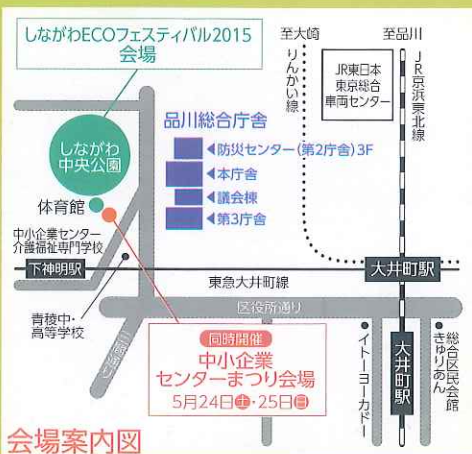 しながわECOフェスティバル2015
会場
至大崎
りんかい線
至品川
JR京浜東北線
JR東日本
東京総合
車両センター
しながわ
中央公園
品川総合庁舎
◀防災センター(第2庁舎)3F
◀本庁舎
◀議会棟
◀第3庁舎
体育館
中小企業センター
介護福祉専門学校
下神明駅
東急大井町線
大井町駅
青稜中・
高等学校
区役所通り
三間通り
同時開催
中小企業
センターまつり会場
5月24日土・25日日
イトーヨーカドー
大井町駅
総合区民会館
きゅりあん
会場案内図